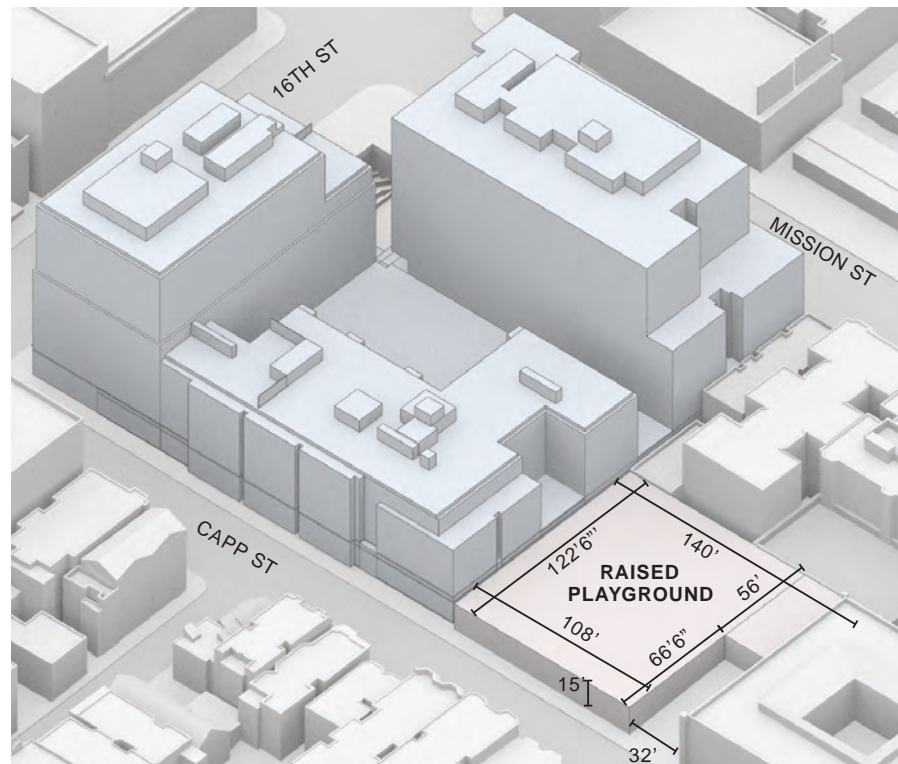 16TH ST
MISSION ST
CAPP ST
122'6"'
140'
RAISED
PLAYGROUND
56'
108'
66'6"
15'
32'